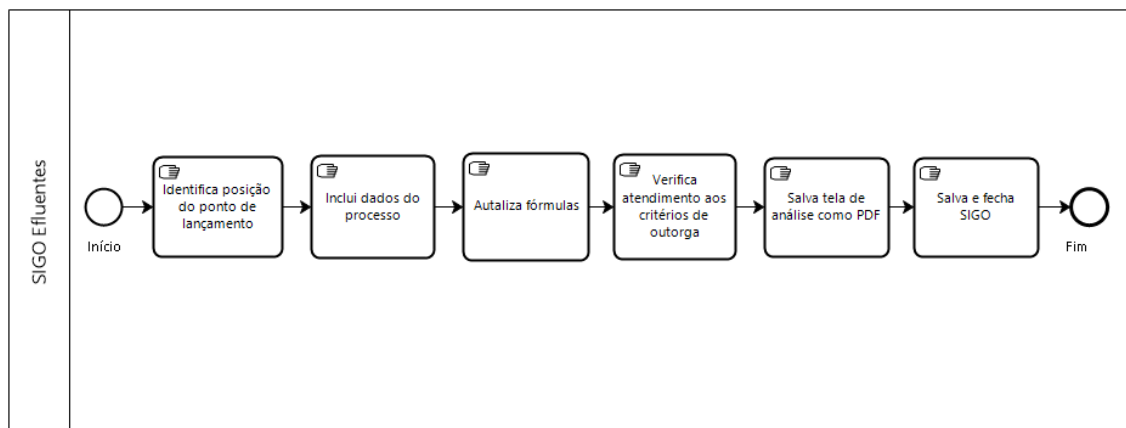 SIGO Efluentes
Início
Identifica posição
do ponto de
lançamento
Inclui dados do
processo
Autaliza fórmulas
Verifica
atendimento aos
critérios de
outorga
Salva tela de
análise como PDF
Salva e fecha
SIGO
Fim